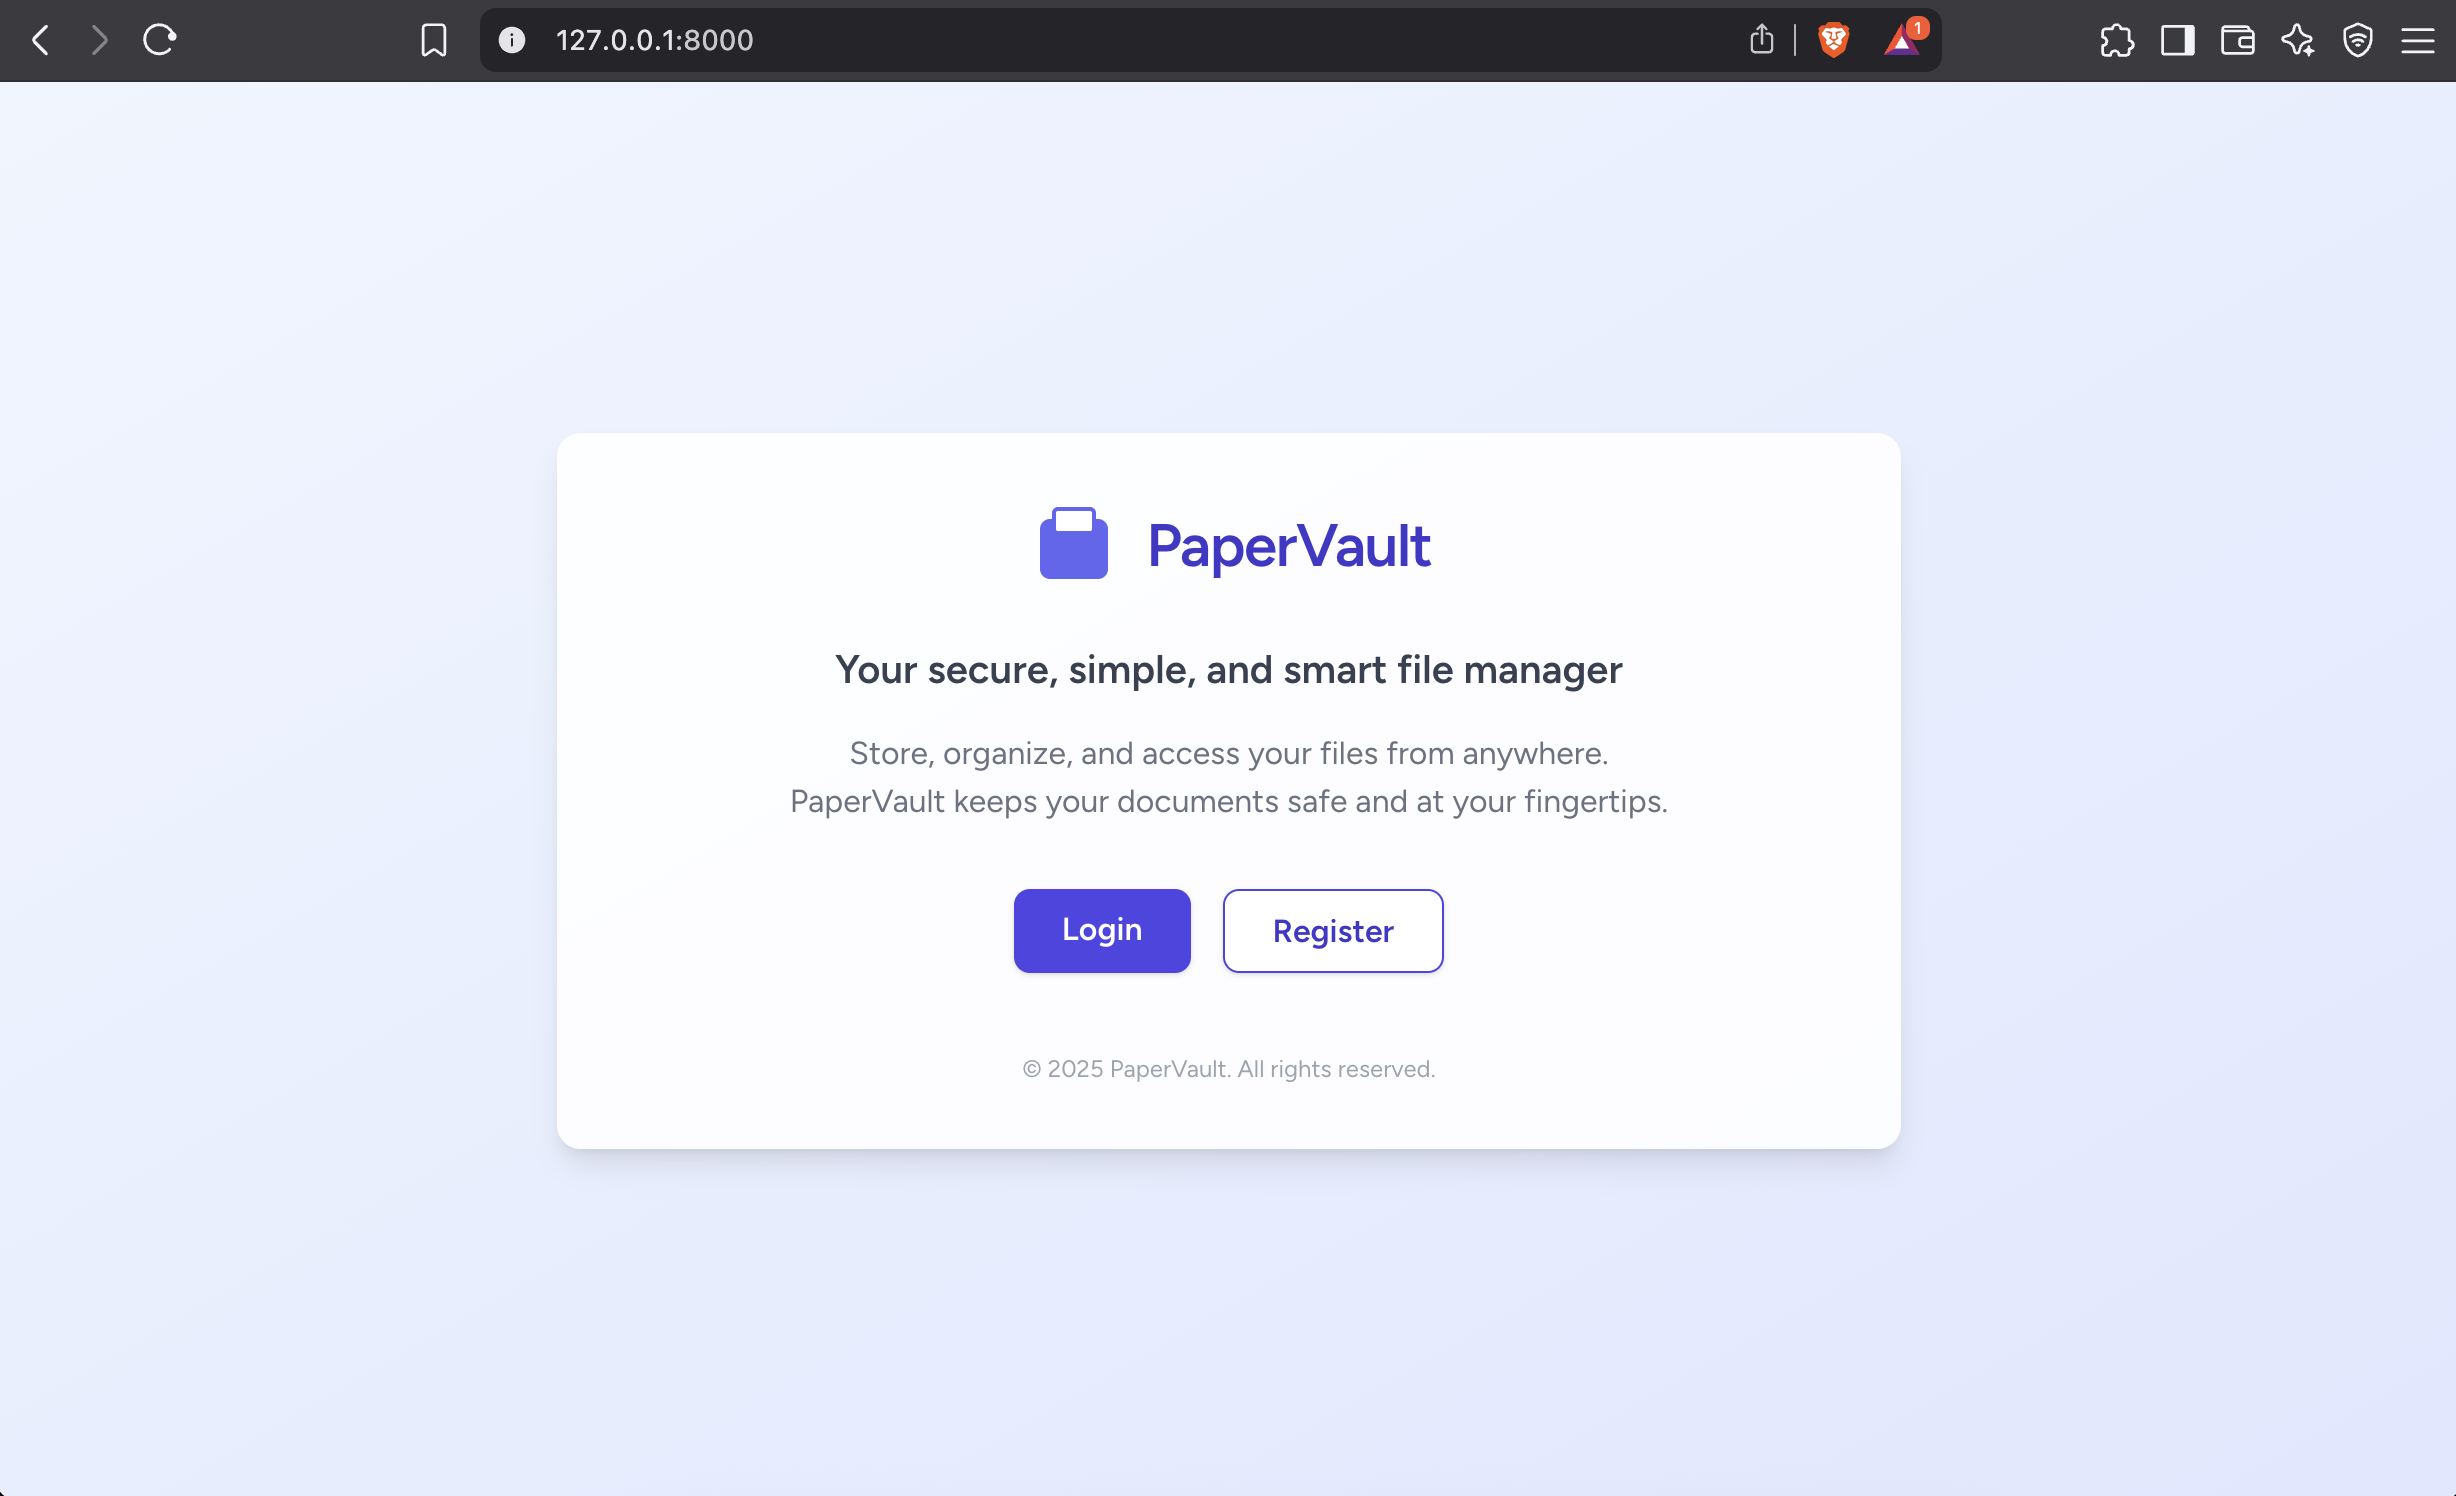 127.0.0.1:8000
1
PaperVault
Your secure, simple, and smart file manager
Store, organize, and access your files from anywhere.
PaperVault keeps your documents safe and at your fingertips.
Login
Register
© 2025 PaperVault. All rights reserved.